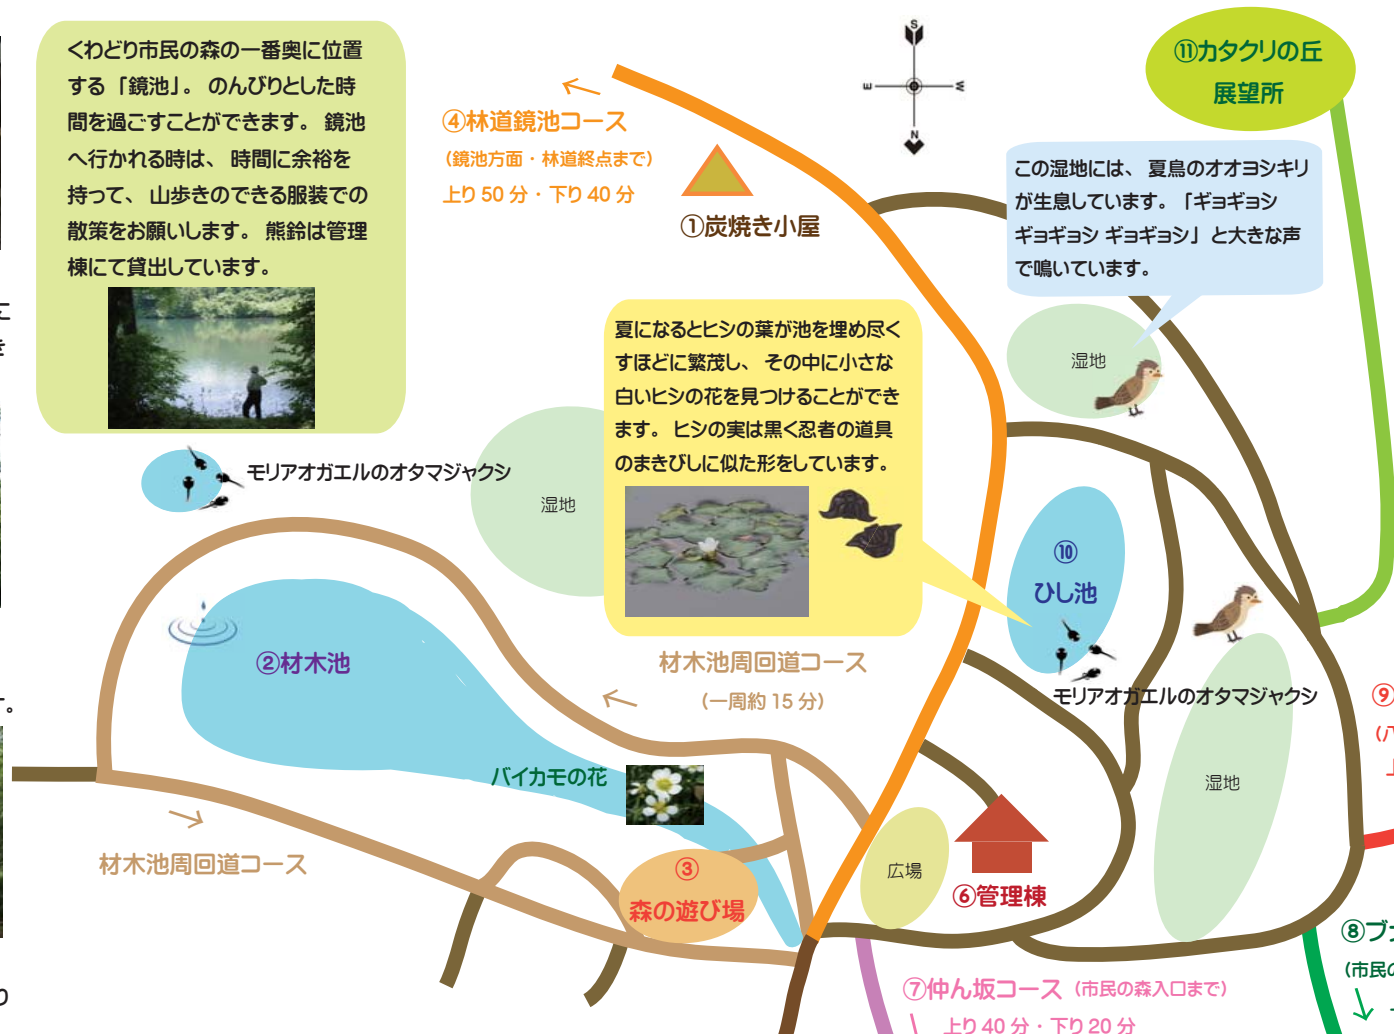 くわどり市民の森の一番奥に位置
する「鏡池」。のんびりとした時
間を過ごすことができます。鏡池
へ行かれる時は、時間に余裕を
持って、山歩きのできる服装での
散策をお願いします。熊鈴は管理
棟にて貸出しています。
④林道鏡池コース
(鏡池方面・林道終点まで)
上り50分・下り40分
①炭焼き小屋
S
E
W
N
⑪カタクリの丘
展望所
この湿地には、夏鳥のオオヨシキリ
が生息しています。「ギョギョシ
ギョギョシ ギョギョシ」と大きな声
で鳴いています。
湿地
夏になるとヒシの葉が池を埋め尽く
すほどに繁茂し、その中に小さな
白いヒシの花を見つけることができ
ます。ヒシの実は黒く忍者の道具
のまきびしに似た形をしています。
モリアオガエルのオタマジャクシ
湿地
⑩
ひし池
モリアオガエルのオタマジャクシ
②材木池
材木池周回道コース
(一周約15分)
バイカモの花
湿地
材木池周回道コース
③
森の遊び場
広場
⑥管理棟
⑨
⑧ブ
(市民の
⑦仲ん坂コース (市民の森入口まで)
上り40分・下り20分
き
。
り